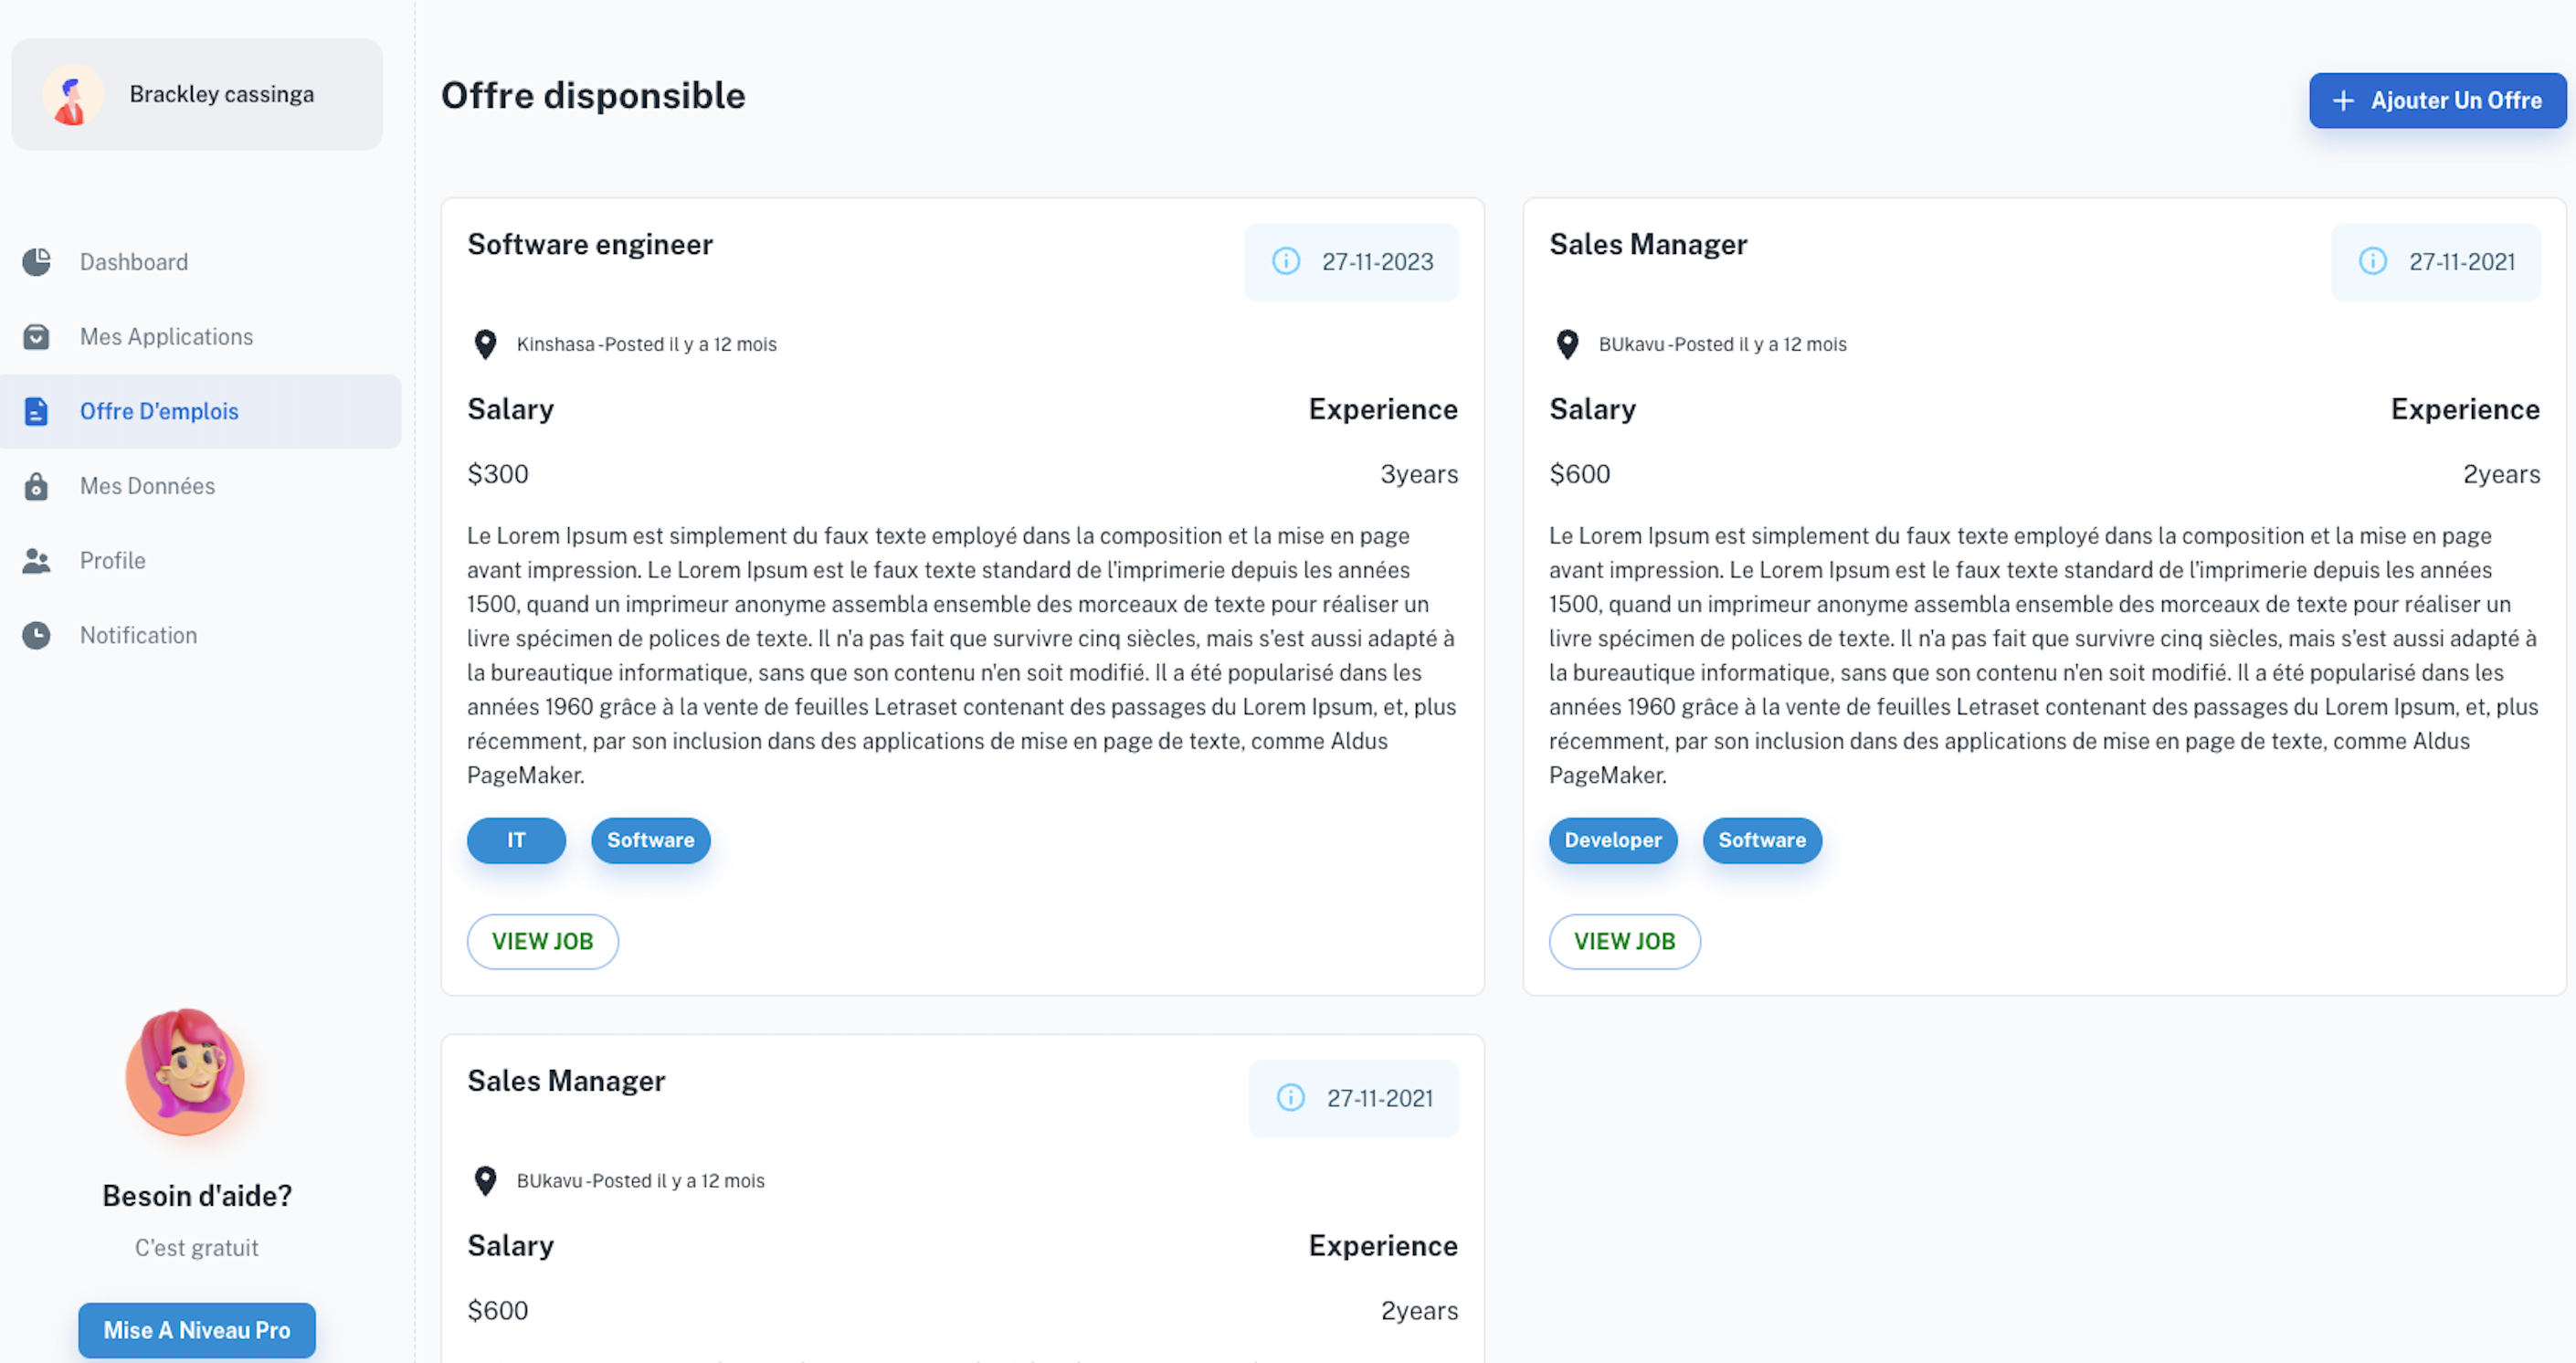 Brackley cassinga
Dashboard
Mes Applications
Offre D'emplois
Mes Données
Profile
Notification
Besoin d'aide?
C'est gratuit
Mise A Niveau Pro
Offre disponsible
Ajouter Un Offre
Software engineer
27-11-2023
Kinshasa -Posted il y a 12 mois
Salary Experience
$300 3years
Le Lorem Ipsum est simplement du faux texte employé dans la composition et la mise en page
avant impression. Le Lorem Ipsum est le faux texte standard de l'imprimerie depuis les années
1500, quand un imprimeur anonyme assembla ensemble des morceaux de texte pour réaliser un
livre spécimen de polices de texte. Il n'a pas fait que survivre cinq siècles, mais s'est aussi adapté à
la bureautique informatique, sans que son contenu n'en soit modifié. Il a été popularisé dans les
années 1960 grâce à la vente de feuilles Letraset contenant des passages du Lorem Ipsum, et, plus
récemment, par son inclusion dans des applications de mise en page de texte, comme Aldus
PageMaker.
IT Software
VIEW JOB
Sales Manager
27-11-2021
BUkavu -Posted il y a 12 mois
Salary Experience
$600 2years
Le Lorem Ipsum est simplement du faux texte employé dans la composition et la mise en page
avant impression. Le Lorem Ipsum est le faux texte standard de l'imprimerie depuis les années
1500, quand un imprimeur anonyme assembla ensemble des morceaux de texte pour réaliser un
livre spécimen de polices de texte. Il n'a pas fait que survivre cinq siècles, mais s'est aussi adapté à
la bureautique informatique, sans que son contenu n'en soit modifié. Il a été popularisé dans les
années 1960 grâce à la vente de feuilles Letraset contenant des passages du Lorem Ipsum, et, plus
récemment, par son inclusion dans des applications de mise en page de texte, comme Aldus
PageMaker.
Developer Software
VIEW JOB
Sales Manager
27-11-2021
BUkavu -Posted il y a 12 mois
Salary Experience
$600 2years